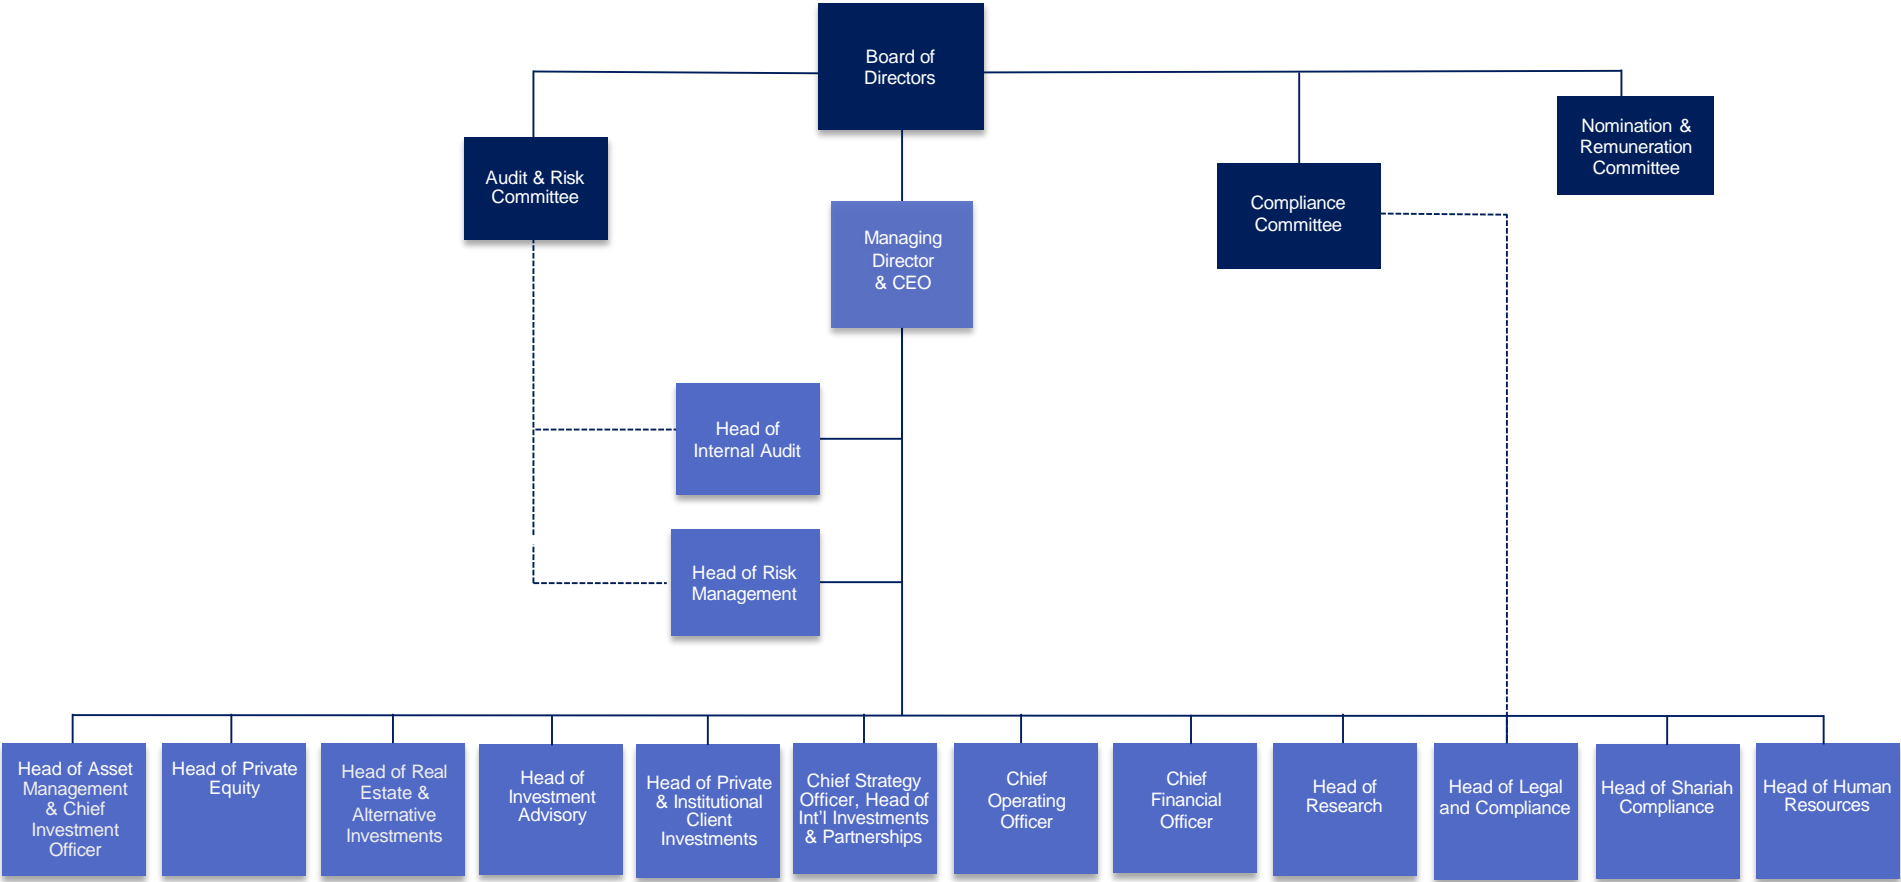 Board of
Directors
Nomination &
Remuneration
Committee
Audit & Risk
Committee
Compliance
Committee
Managing
Director
& CEO
Head of
Internal Audit
Head of Risk
Management
Head of Asset
Management
& Chief
Investment
Officer
Head of Private
Equity
Head of Real
Estate &
Alternative
Investments
Head of
Investment
Advisory
Head of Private
& Institutional
Client
Investments
Chief Strategy
Officer, Head of
Int'l Investments
& Partnerships
Chief
Operating
Officer
Chief
Financial
Officer
Head of
Research
Head of Legal
and Compliance
Head of Shariah
Compliance
Head of Human
Resources